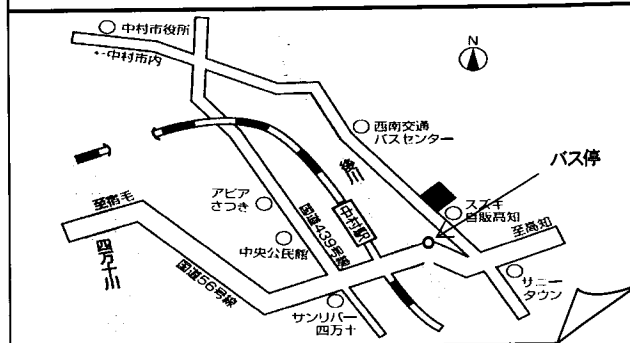 中村市役所
←中村市内
N
西南交通
バスセンター
バス停
後川
スズキ
自販高知
アピア
さつき
至宿毛
至高知
国道439号線
中村駅
中央公民館
四万十川
国道56号線
サニー
タウン
サンリバー
四万十